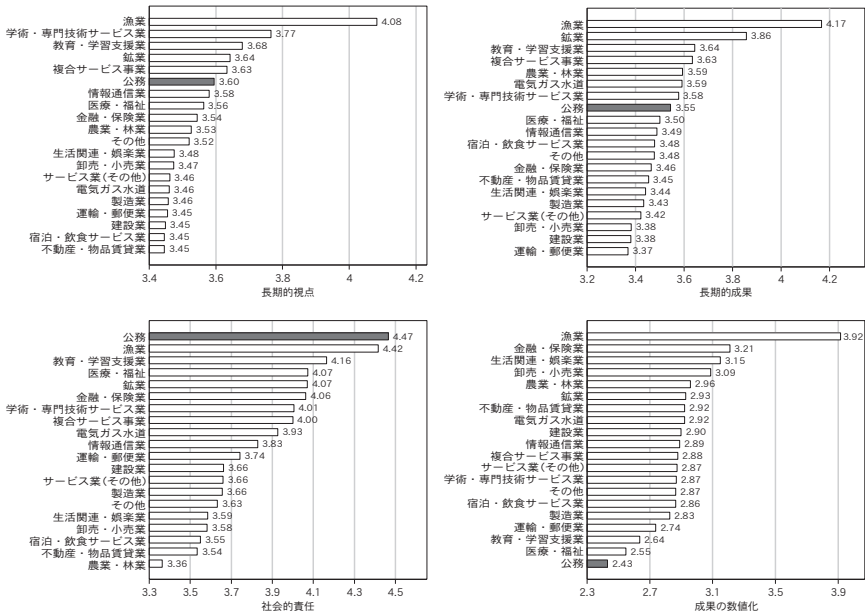 漁業 4.08
学術・専門技術サービス業 3.77
教育・学習支援業 3.68
鉱業 3.64
複合サービス事業 3.63
公務 3.60
情報通信業 3.58
医療・福祉 3.56
金融・保険業 3.54
農業・林業 3.53
その他 3.52
生活関連・娯楽業 3.48
卸売・小売業 3.47
サービス業(その他) 3.46
電気ガス水道 3.46
製造業 3.46
運輸・郵便業 3.45
建設業 3.45
宿泊・飲食サービス業 3.45
不動産・物品賃貸業 3.45
3.4 3.6 3.8 4 4.2
長期的視点
漁業 4.17
鉱業 3.86
教育・学習支援業 3.64
複合サービス事業 3.63
農業・林業 3.59
電気ガス水道 3.59
学術・専門技術サービス業 3.58
公務 3.55
医療・福祉 3.50
情報通信業 3.49
宿泊・飲食サービス業 3.48
その他 3.48
金融・保険業 3.46
不動産・物品賃貸業 3.45
生活関連・娯楽業 3.44
製造業 3.43
サービス業(その他) 3.42
卸売・小売業 3.38
建設業 3.38
運輸・郵便業 3.37
3.2 3.4 3.6 3.8 4 4.2
長期的成果
公務 4.47
漁業 4.42
教育・学習支援業 4.16
医療・福祉 4.07
鉱業 4.07
金融・保険業 4.06
学術・専門技術サービス業 4.01
複合サービス事業 4.00
電気ガス水道 3.93
情報通信業 3.83
運輸・郵便業 3.74
建設業 3.66
サービス業(その他) 3.66
製造業 3.66
その他 3.63
生活関連・娯楽業 3.59
卸売・小売業 3.58
宿泊・飲食サービス業 3.55
不動産・物品賃貸業 3.54
農業・林業 3.36
3.3 3.5 3.7 3.9 4.1 4.3 4.5
社会的責任
漁業 3.92
金融・保険業 3.21
生活関連・娯楽業 3.15
卸売・小売業 3.09
農業・林業 2.96
鉱業 2.93
不動産・物品賃貸業 2.92
電気ガス水道 2.92
建設業 2.90
情報通信業 2.89
複合サービス事業 2.88
サービス業(その他) 2.87
学術・専門技術サービス業 2.87
その他 2.87
宿泊・飲食サービス業 2.86
製造業 2.83
運輸・郵便業 2.74
教育・学習支援業 2.64
医療・福祉 2.55
公務 2.43
2.3 2.7 3.1 3.5 3.9
成果の数値化